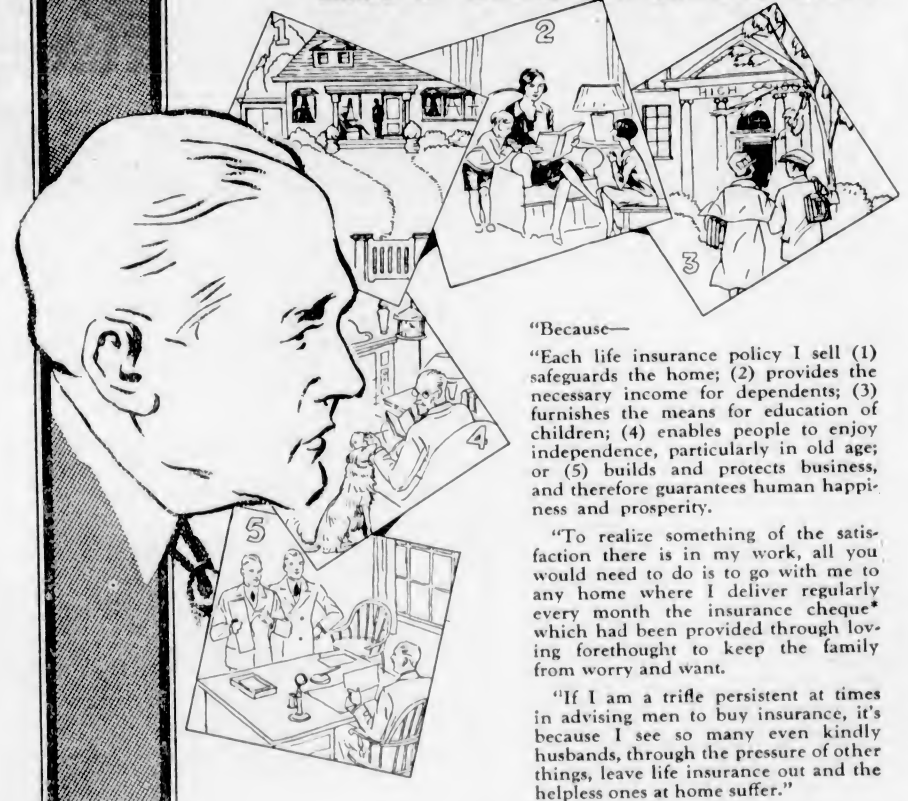 1
2
HIGH SCHOOL
3
4
5
"Because—
"Each life insurance policy I sell (1)
safeguards the home; (2) provides the
necessary income for dependents; (3)
furnishes the means for education of
children; (4) enables people to enjoy
independence, particularly in old age;
or (5) builds and protects business,
and therefore guarantees human happi-
ness and prosperity.
"To realize something of the satis-
faction there is in my work, all you
would need to do is to go with me to
any home where I deliver regularly
every month the insurance cheque*
which had been provided through lov-
ing forethought to keep the family
from worry and want.
"If I am a trifle persistent at times
in advising men to buy insurance, it's
because I see so many even kindly
husbands, through the pressure of other
things, leave life insurance out and the
helpless ones at home suffer."